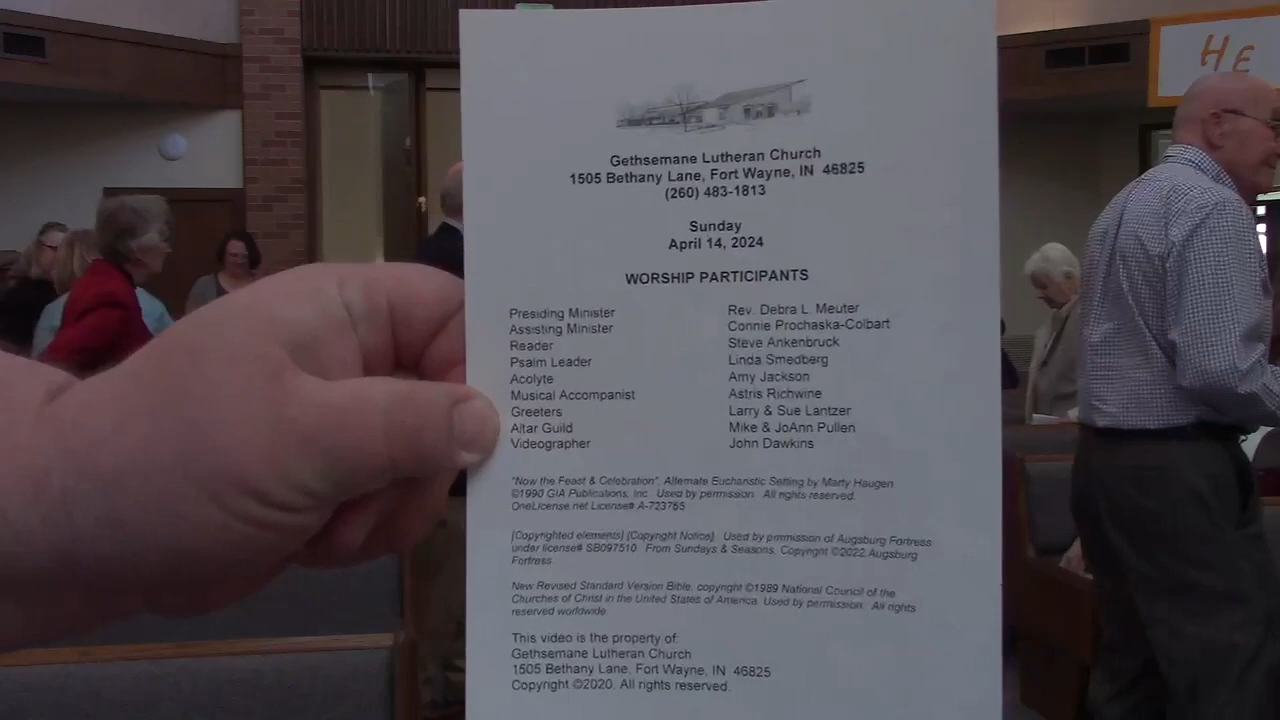 HE
Gethsemane Lutheran Church
1505 Bethany Lane, Fort Wayne, IN 46825
(260) 483-1813
Sunday
April 14, 2024
WORSHIP PARTICIPANTS
Presiding Minister Rev. Debra L. Meuter
Assisting Minister Connie Prochaska-Colbart
Reader Steve Ankenbruck
Psalm Leader Linda Smedberg
Acolyte Amy Jackson
Musical Accompanist Astris Richwine
Greeters Larry & Sue Lantzer
Altar Guild Mike & JoAnn Pullen
Videographer John Dawkins
"Now the Feast & Celebration". Alternate Eucharistic Setting by Marty Haugen
©1990 GIA Publications, Inc. Used by permission. All rights reserved.
OneLicense.net License# A-723765
[Copyrighted elements] [Copyright Notice]. Used by permission of Augsburg Fortress
under license# SB097510. From Sundays & Seasons, Copyright ©2022 Augsburg
Fortress.
New Revised Standard Version Bible, copyright ©1989 National Council of the
Churches of Christ in the United States of America. Used by permission. All rights
reserved worldwide.
This video is the property of:
Gethsemane Lutheran Church
1505 Bethany Lane, Fort Wayne, IN 46825
Copyright ©2020. All rights reserved.